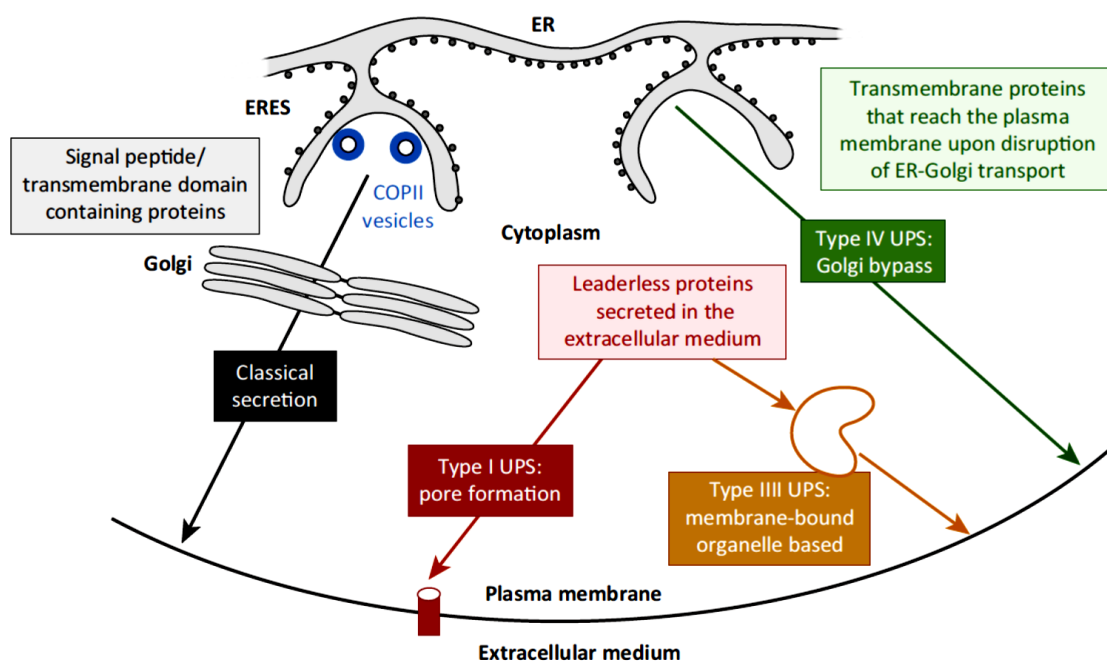 ER
ERES
Transmembrane proteins
that reach the plasma
membrane upon disruption
of ER-Golgi transport
Signal peptide/
transmembrane domain
containing proteins
COPII
vesicles
Cytoplasm
Type IV UPS:
Golgi bypass
Golgi
Leaderless proteins
secreted in the
extracellular medium
Classical
secretion
Type I UPS:
pore formation
Type IIII UPS:
membrane-bound
organelle based
Plasma membrane
Extracellular medium